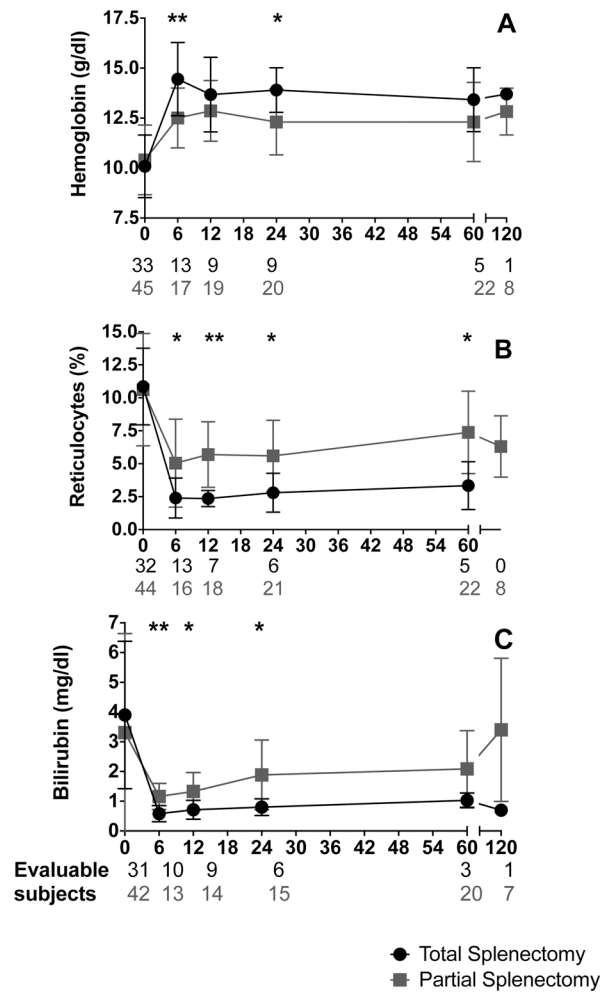 17.5
** *
A
15.0
12.5
10.0
7.5
Hemoglobin (g/dl)
0 6 12 18 24 30 36 42 48 54 60 120
33 13 9 9 5 1
45 17 19 20 22 8
15.0
* ** * *
B
12.5
10.0
7.5
5.0
2.5
0.0
Reticulocytes (%)
0 6 12 18 24 30 36 42 48 54 60
32 13 7 6 5 0
44 16 18 21 22 8
7
** * *
C
6
5
4
3
2
1
0
Bilirubin (mg/dl)
0 6 12 18 24 30 36 42 48 54 60 120
Evaluable 31 10 9 6 3 1
subjects 42 13 14 15 20 7
Total Splenectomy
Partial Splenectomy